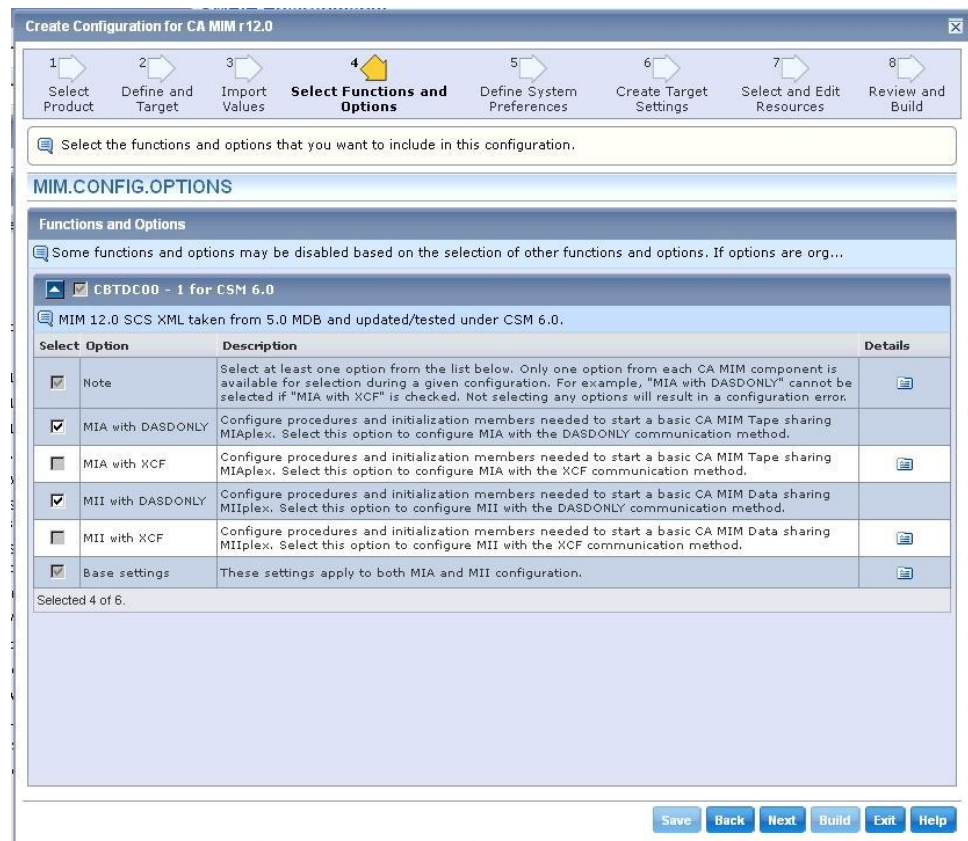 Create Configuration for CA MIM r12.0
1
2
3
4
5
6
7
8
Select Product
Define and Target
Import Values
Select Functions and Options
Define System Preferences
Create Target Settings
Select and Edit Resources
Review and Build
Select the functions and options that you want to include in this configuration.
MIM.CONFIG.OPTIONS
Functions and Options
Some functions and options may be disabled based on the selection of other functions and options. If options are org...
CBTDC00 - 1 for CSM 6.0
MIM 12.0 SCS XML taken from 5.0 MDB and updated/tested under CSM 6.0.
Select Option Description Details
Note
Select at least one option from the list below. Only one option from each CA MIM component is
available for selection during a given configuration. For example, "MIA with DASDONLY" cannot be
selected if "MIA with XCF" is checked. Not selecting any options will result in a configuration error.
MIA with DASDONLY
Configure procedures and initialization members needed to start a basic CA MIM Tape sharing
MIAplex. Select this option to configure MIA with the DASDONLY communication method.
MIA with XCF
Configure procedures and initialization members needed to start a basic CA MIM Tape sharing
MIAplex. Select this option to configure MIA with the XCF communication method.
MII with DASDONLY
Configure procedures and initialization members needed to start a basic CA MIM Data sharing
MIIplex. Select this option to configure MII with the DASDONLY communication method.
MII with XCF
Configure procedures and initialization members needed to start a basic CA MIM Data sharing
MIIplex. Select this option to configure MII with the XCF communication method.
Base settings
These settings apply to both MIA and MII configuration.
Selected 4 of 6.
Save Back Next Build Exit Help